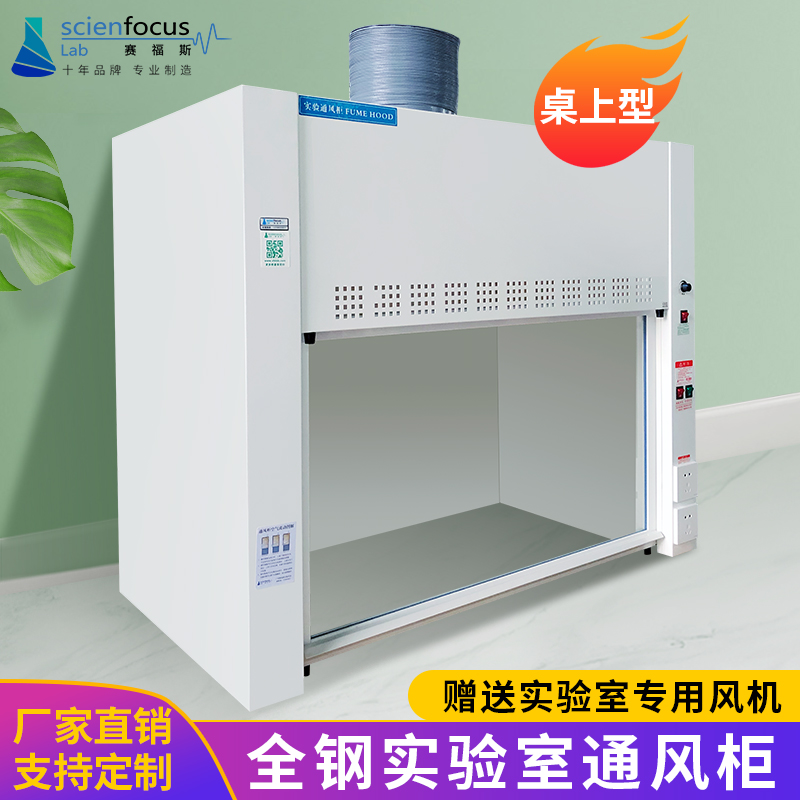 scienfocus
Lab 赛福斯
十年品牌 专业制造
桌上型
实验通风柜 FUME HOOD
scienfocus
赠送实验室专用风机
厂家直销
支持定制
全钢实验室通风柜